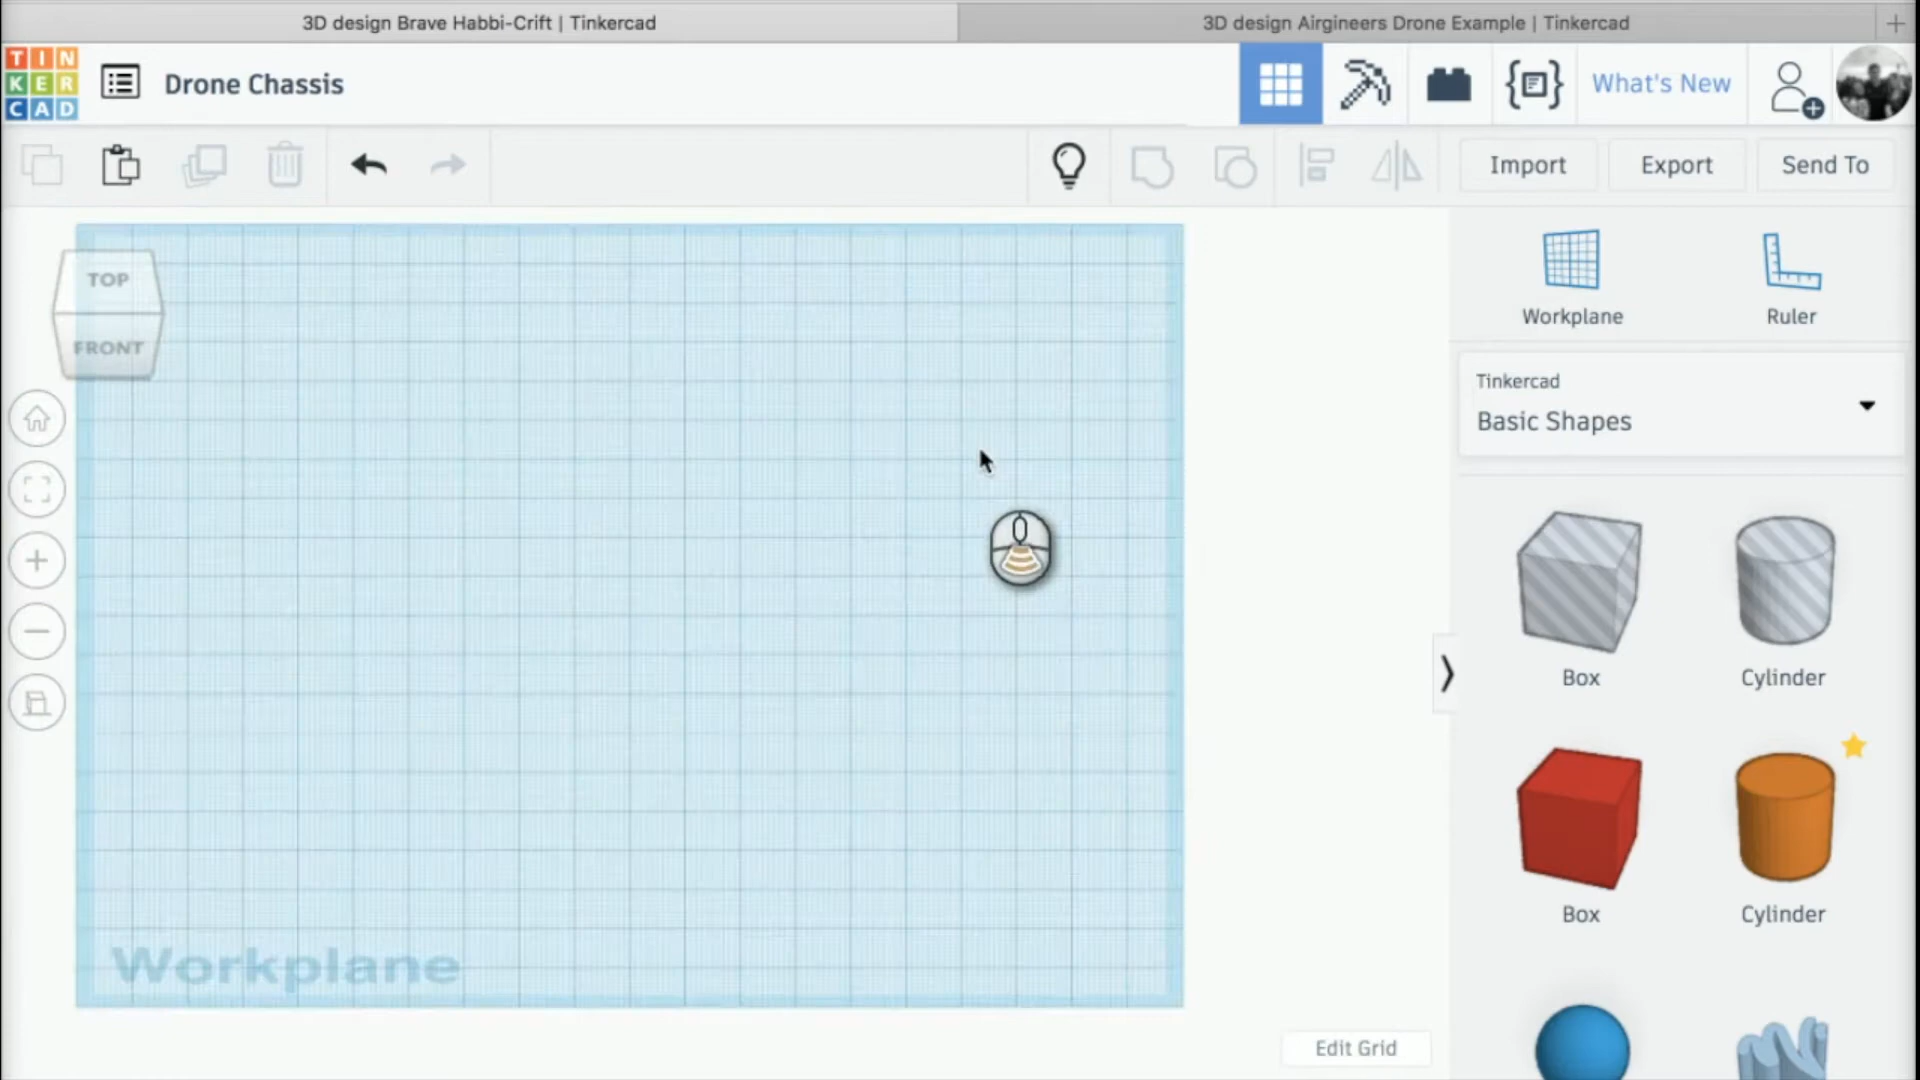 3D design Brave Habbi-Crift | Tinkercad
3D design Airgineers Drone Example | Tinkercad
TIN
KER
CAD
Drone Chassis
What's New
Import
Export
Send To
TOP
FRONT
Workplane
Ruler
Tinkercad
Basic Shapes
Box
Cylinder
Box
Cylinder
Workplane
Edit Grid